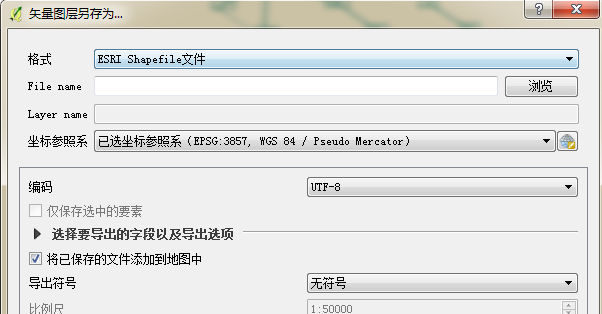 矢量图层另存为...
格式 ESRI Shapefile文件
File name 浏览
Layer name
坐标参照系 已选坐标参照系 (EPSG:3857, WGS 84 / Pseudo Mercator)
编码 UTF-8
仅保存选中的要素
选择要导出的字段以及导出选项
将已保存的文件添加到地图中
导出符号 无符号
比例尺 1:50000